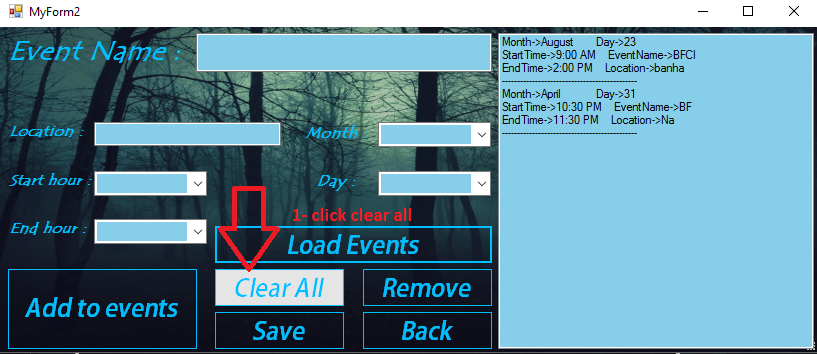 MyForm2
Event Name :
Location :
Month :
Start hour :
Day :
End hour :
1- click clear all
Load Events
Add to events
Clear All
Remove
Save
Back
Month->August Day->23
StartTime->9:00 AM EventName->BFCI
EndTime->2:00 PM Location->banha
------------------------------------------------
Month->April Day->31
StartTime->10:30 PM EventName->BF
EndTime->11:30 PM Location->Na
------------------------------------------------